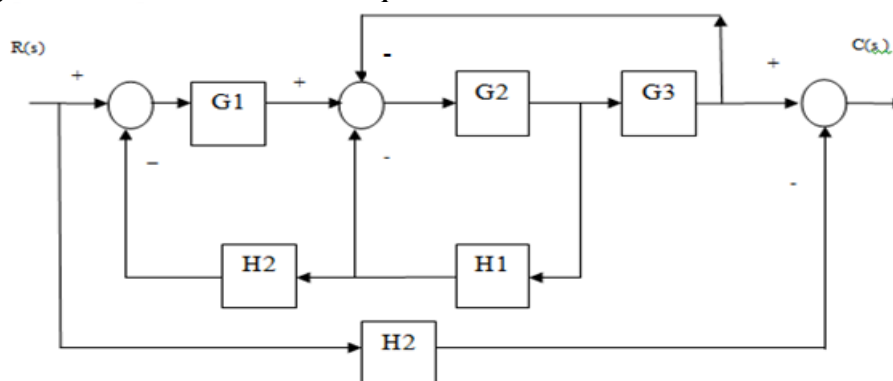 R(s)
C(s)
+
-
+
+
G1
G2
G3
−
-
-
H2
H1
H2